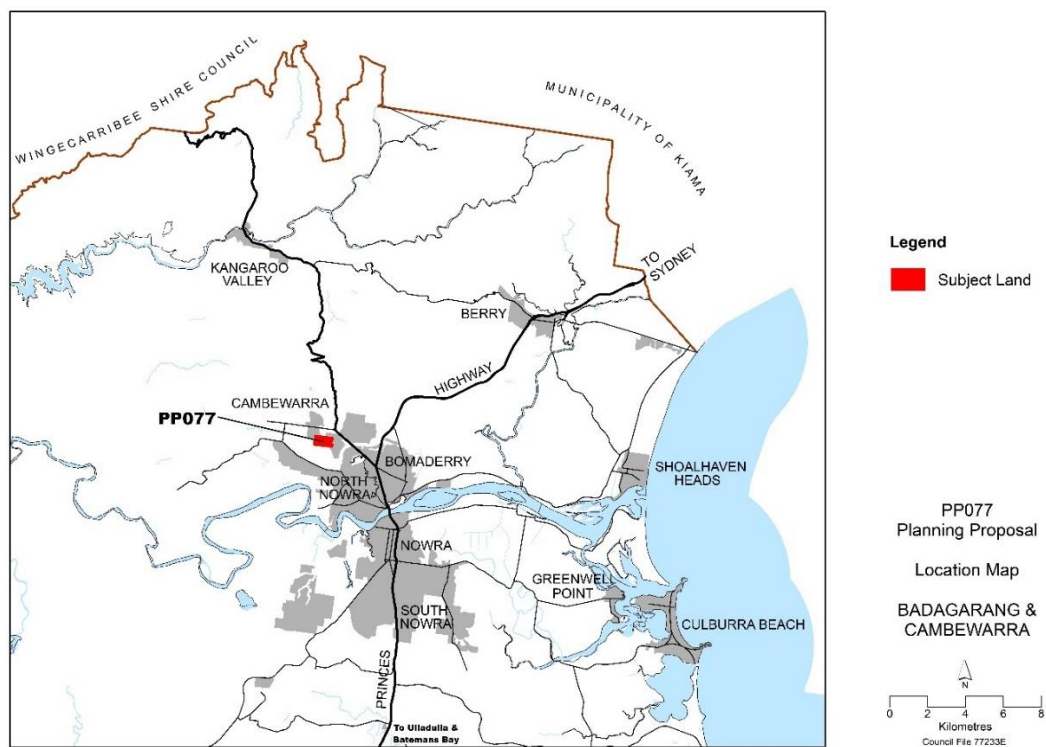 WINGECARRIBEE SHIRE COUNCIL
MUNICIPALITY OF KIAMA
TO
SYDNEY
KANGAROO
VALLEY
BERRY
HIGHWAY
CAMBEWARRA
PP077
BOMADERRY
NORTH
NOWRA
SHOALHAVEN
HEADS
NOWRA
GREENWELL
POINT
SOUTH
NOWRA
CULBURRA BEACH
PRINCES
To Ulladulla &
Batemans Bay
Legend
Subject Land
PP077
Planning Proposal
Location Map
BADAGARANG &
CAMBEWARRA
N
0 2 4 6 8
Kilometres
Council File 77233E